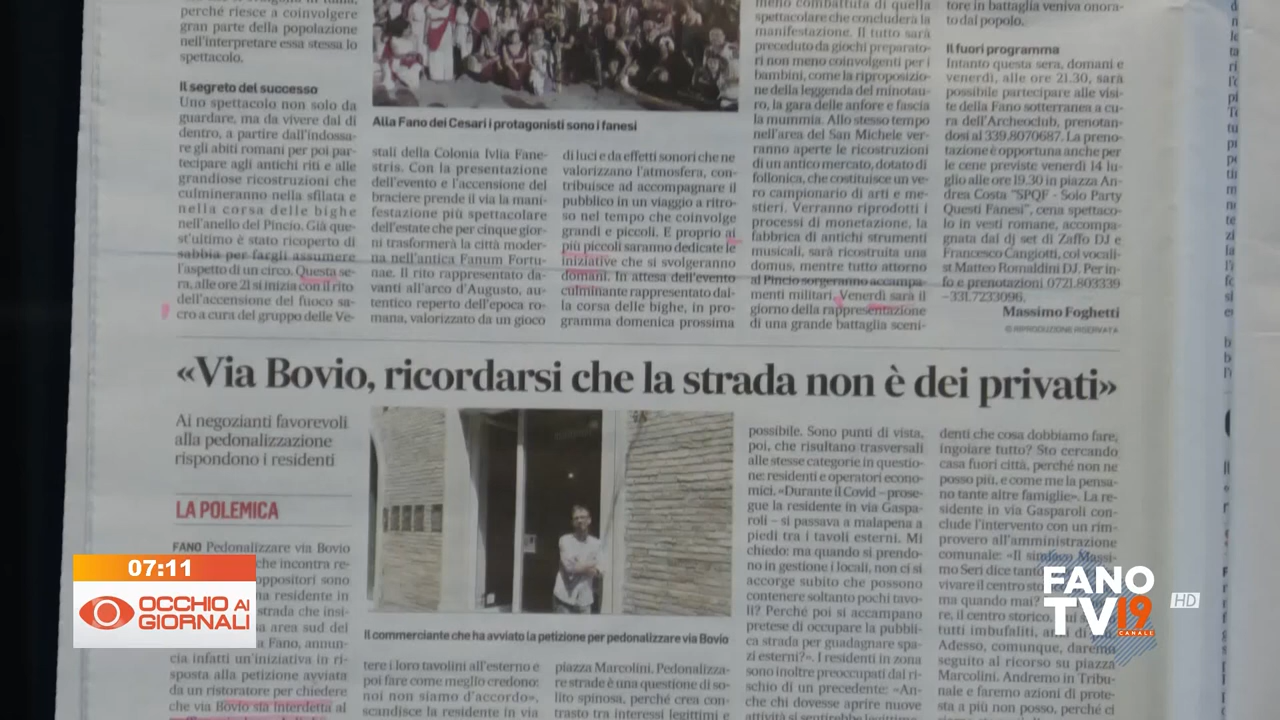 perché riesce a coinvolgere
gran parte della popolazione
nell'interpretare essa stessa lo
spettacolo.
Il segreto del successo
Uno spettacolo non solo da
guardare, ma da vivere dal di
dentro, a partire dall'indossa-
re gli abiti romani per poi par-
tecipare agli antichi riti e alle
grandiose ricostruzioni che
culmineranno nella sfilata e
nella corsa delle bighe
nell'anello del Pincio. Già que-
st'ultimo è stato ricoperto di
sabbia per fargli assumere
l'aspetto di un circo. Questa se-
ra, alle ore 21 si inizia con il rito
dell'accensione del fuoco sa-
cro a cura del gruppo delle Ve-
Alla Fano dei Cesari i protagonisti sono i fanesi
stali della Colonia Ivlia Fane-
stris. Con la presentazione
dell'evento e l'accensione del
braciere prende il via la mani-
festazione più spettacolare
dell'estate che per cinque gior-
ni trasformerà la città moder-
na nell'antica Fanum Fortu-
nae. Il rito rappresentato da-
vanti all'arco d'Augusto, au-
tentico reperto dell'epoca ro-
mana, valorizzato da un gioco
di luci e da effetti sonori che ne
valorizzano l'atmosfera, con-
tribuisce ad accompagnare il
pubblico in un viaggio a ritro-
so nel tempo che coinvolge
grandi e piccoli. E proprio ai
più piccoli saranno dedicate le
iniziative che si svolgeranno
domani. In attesa dell'evento
culminante rappresentato dal-
la corsa delle bighe, in pro-
gramma domenica prossima
meno combattuta di quella
spettacolare che concluderà la
manifestazione. Il tutto sarà
preceduto da giochi preparato-
ri non meno coinvolgenti per i
bambini, come la riproposizio-
ne della leggenda del minotau-
ro, la gara delle anfore e fascia
la mummia. Allo stesso tempo
nell'area del San Michele ver-
ranno aperte le ricostruzioni
di un antico mercato, dotato di
follonica, che costituisce un ve-
ro campionario di arti e me-
stieri. Verranno riprodotti i
processi di monetazione, la
fabbrica di antichi strumenti
musicali, sarà ricostruita una
domus, mentre tutto attorno
al Pincio sorgeranno accampa-
menti militari. Venerdì sarà il
giorno della rappresentazione
di una grande battaglia sceni-
tore in battaglia veniva onora-
to dal popolo.
Il fuori programma
Intanto questa sera, domani e
venerdì, alle ore 21.30, sarà
possibile partecipare alle visi-
te della Fano sotterranea a cu-
ra dell'Archeoclub, prenotan-
dosi al 339.8070687. La preno-
tazione è opportuna anche per
le cene previste venerdì 14 lu-
glio alle ore 19.30 in piazza An-
drea Costa "SPQF - Solo Party
Questi Fanesi", cena spettaco-
lo in vesti romane, accompa-
gnata dai dj set di Zaffo DJ e
Francesco Cangiotti, col vocali-
st Matteo Romaldini DJ. Per in-
fo e prenotazioni 0721.803339
–331.7233096.
Massimo Foghetti
© RIPRODUZIONE RISERVATA
«Via Bovio, ricordarsi che la strada non è dei privati»
Ai negozianti favorevoli
alla pedonalizzazione
rispondono i residenti
LA POLEMICA
FANO Pedonalizzare via Bovio
che incontra re-
oppositori sono
a residente in
strada che insi-
a area sud del
a Fano, annun-
cia infatti un'iniziativa in ri-
sposta alla petizione avviata
da un ristoratore per chiedere
che via Bovio sia interdetta al
Il commerciante che ha avviato la petizione per pedonalizzare via Bovio
tere i loro tavolini all'esterno e
poi fare come meglio credono:
noi non siamo d'accordo»,
scandisce la residente in via
piazza Marcolini. Pedonalizza-
re strade è una questione di so-
lito spinosa, perché crea con-
trasto tra interessi legittimi e
possibile. Sono punti di vista,
poi, che risultano trasversali
alle stesse categorie in questio-
ne: residenti e operatori econo-
mici. «Durante il Covid – prose-
gue la residente in via Gaspa-
roli – si passava a malapena a
piedi tra i tavoli esterni. Mi
chiedo: ma quando si prendo-
no in gestione i locali, non ci si
accorge subito che possono
contenere soltanto pochi tavo-
li? Perché poi si accampano
pretese di occupare la pubbli-
ca strada per guadagnare spa-
zi esterni?». I residenti in zona
sono inoltre preoccupati dal ri-
schio di un precedente: «An-
che chi dovesse aprire nuove
attività si sentirebbe
denti che cosa dobbiamo fare,
ingoiare tutto? Sto cercando
casa fuori città, perché non ne
posso più, e come me la pensa-
no tante altre famiglie». La re-
sidente in via Gasparoli con-
clude l'intervento con un rim-
provero all'amministrazione
comunale: «Il sindaco Massi-
mo Seri dice tanto
vivare il centro sto
ma quando mai?
re, il centro storico,
tutti imbufaliti,
Adesso, comunque, daremo
seguito al ricorso su piazza
Marcolini. Andremo in Tribu-
nale e faremo azioni di prote-
sta a più non posso, perché ci
07:11
OCCHIO AI
GIORNALI
FANO
TV 19
CANALE
HD